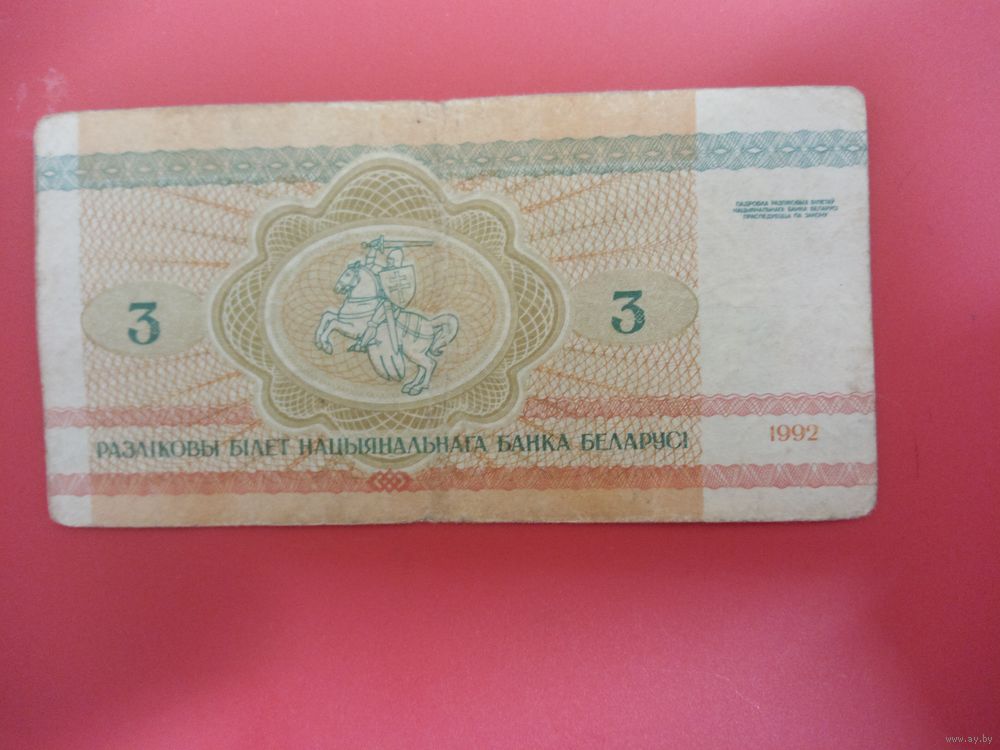 ПАДРОБКА РАЗЛІКОВЫХ БІЛЕТАЎ
НАЦЫЯНАЛЬНАГА БАНКА БЕЛАРУСІ
ПРАСЛЕДУЕЦЦА ПА ЗАКОНУ
3
3
РАЗЛІКОВЫ БІЛЕТ НАЦЫЯНАЛЬНАГА БАНКА БЕЛАРУСІ
1992
www.ay.by